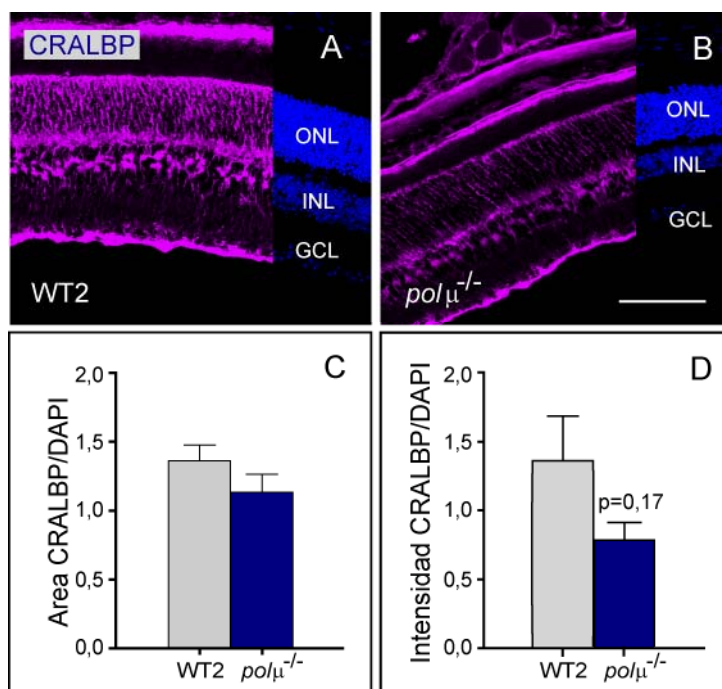 CRALBP
A
ONL
INL
GCL
WT2
B
ONL
INL
GCL
polμ-/-
C
2,0
1,5
1,0
0,5
0,0
Area CRALBP/DAPI
WT2
polμ-/-
D
2,0
1,5
1,0
0,5
0,0
Intensidad CRALBP/DAPI
p=0,17
WT2
polμ-/-